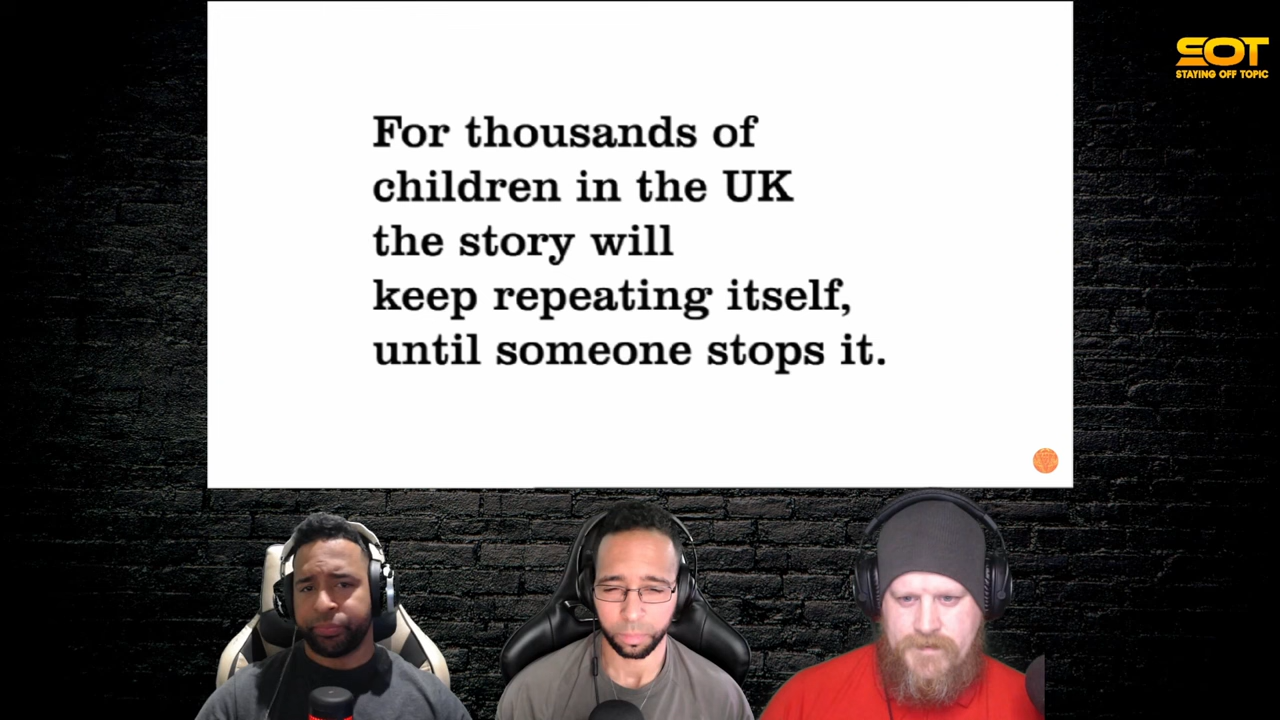 For thousands of
children in the UK
the story will
keep repeating itself,
until someone stops it.
SOT
STAYING OFF TOPIC